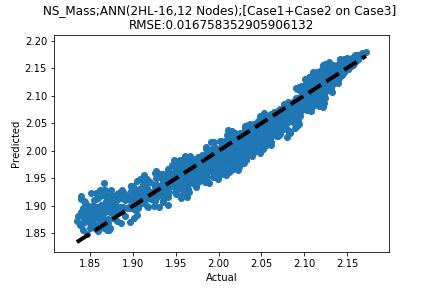 NS_Mass;ANN(2HL-16,12 Nodes);[Case1+Case2 on Case3]
RMSE:0.016758352905906132
2.20
2.15
2.10
2.05
2.00
1.95
1.90
1.85
Predicted
1.85 1.90 1.95 2.00 2.05 2.10 2.15
Actual